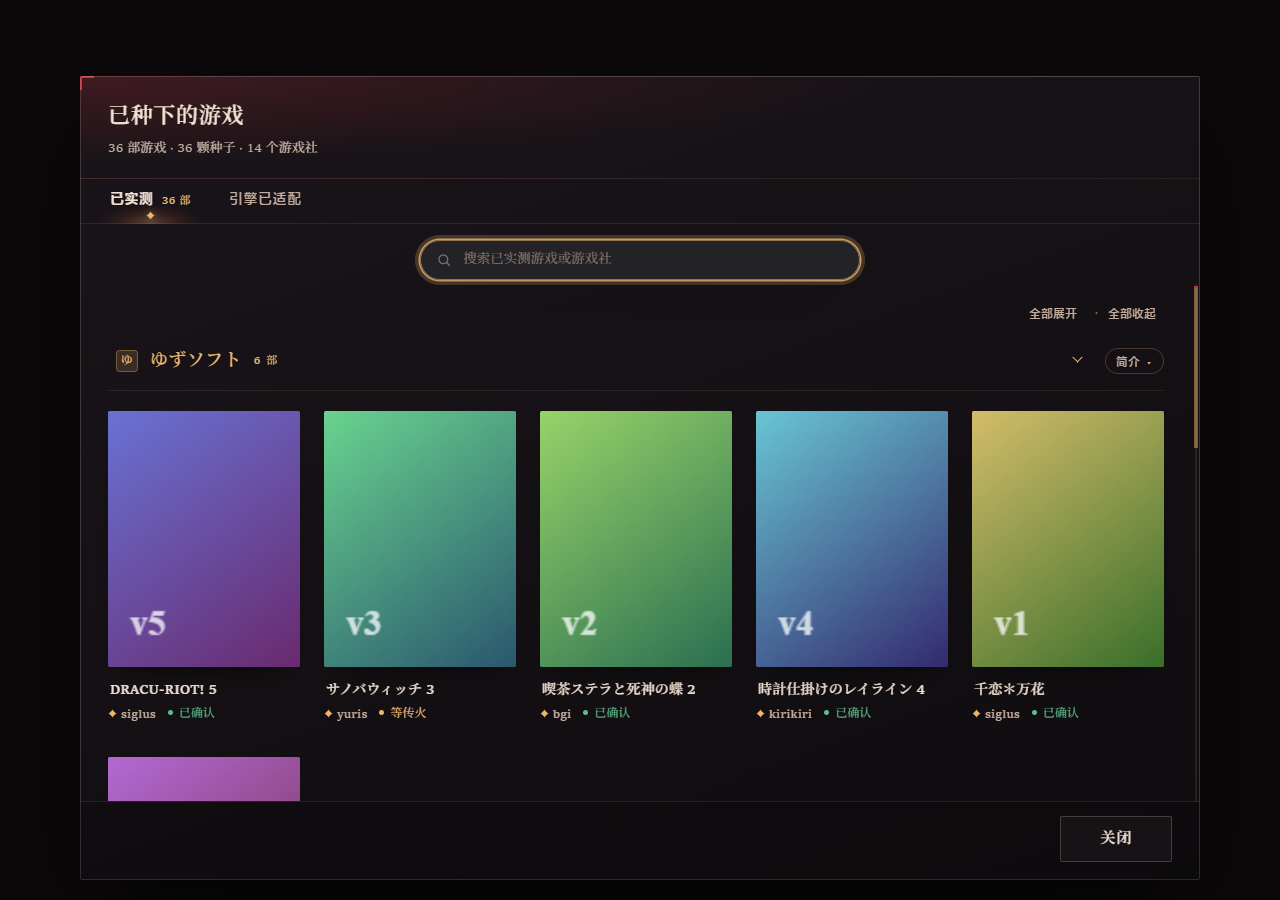 已种下的游戏
36 部游戏 · 36 颗种子 · 14 个游戏社
已实测 36 部 引擎已适配
搜索已实测游戏或游戏社
全部展开 · 全部收起
ゆ ゆずソフト 6 部 简介
v5 v3 v2 v4 v1
DRACU-RIOT! 5 サノバウィッチ 3 喫茶ステラと死神の蝶 2 時計仕掛けのレイライン 4 千恋＊万花
siglus 已确认 yuris 等传火 bgi 已确认 kirikiri 已确认 siglus 已确认
关闭